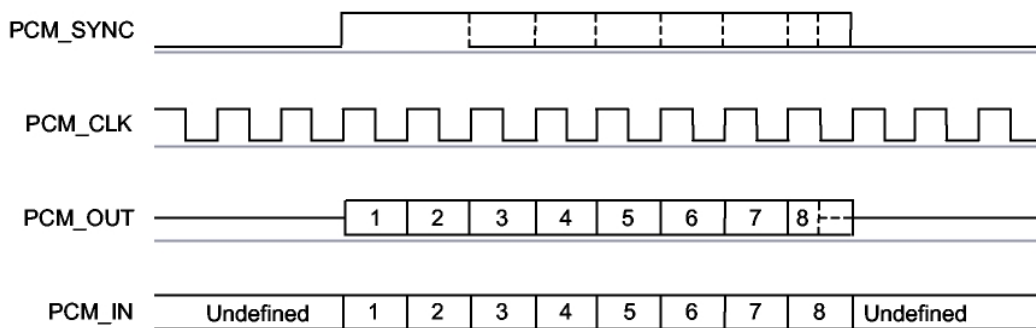 PCM_SYNC
PCM_CLK
PCM_OUT 1 2 3 4 5 6 7 8
PCM_IN Undefined 1 2 3 4 5 6 7 8 Undefined